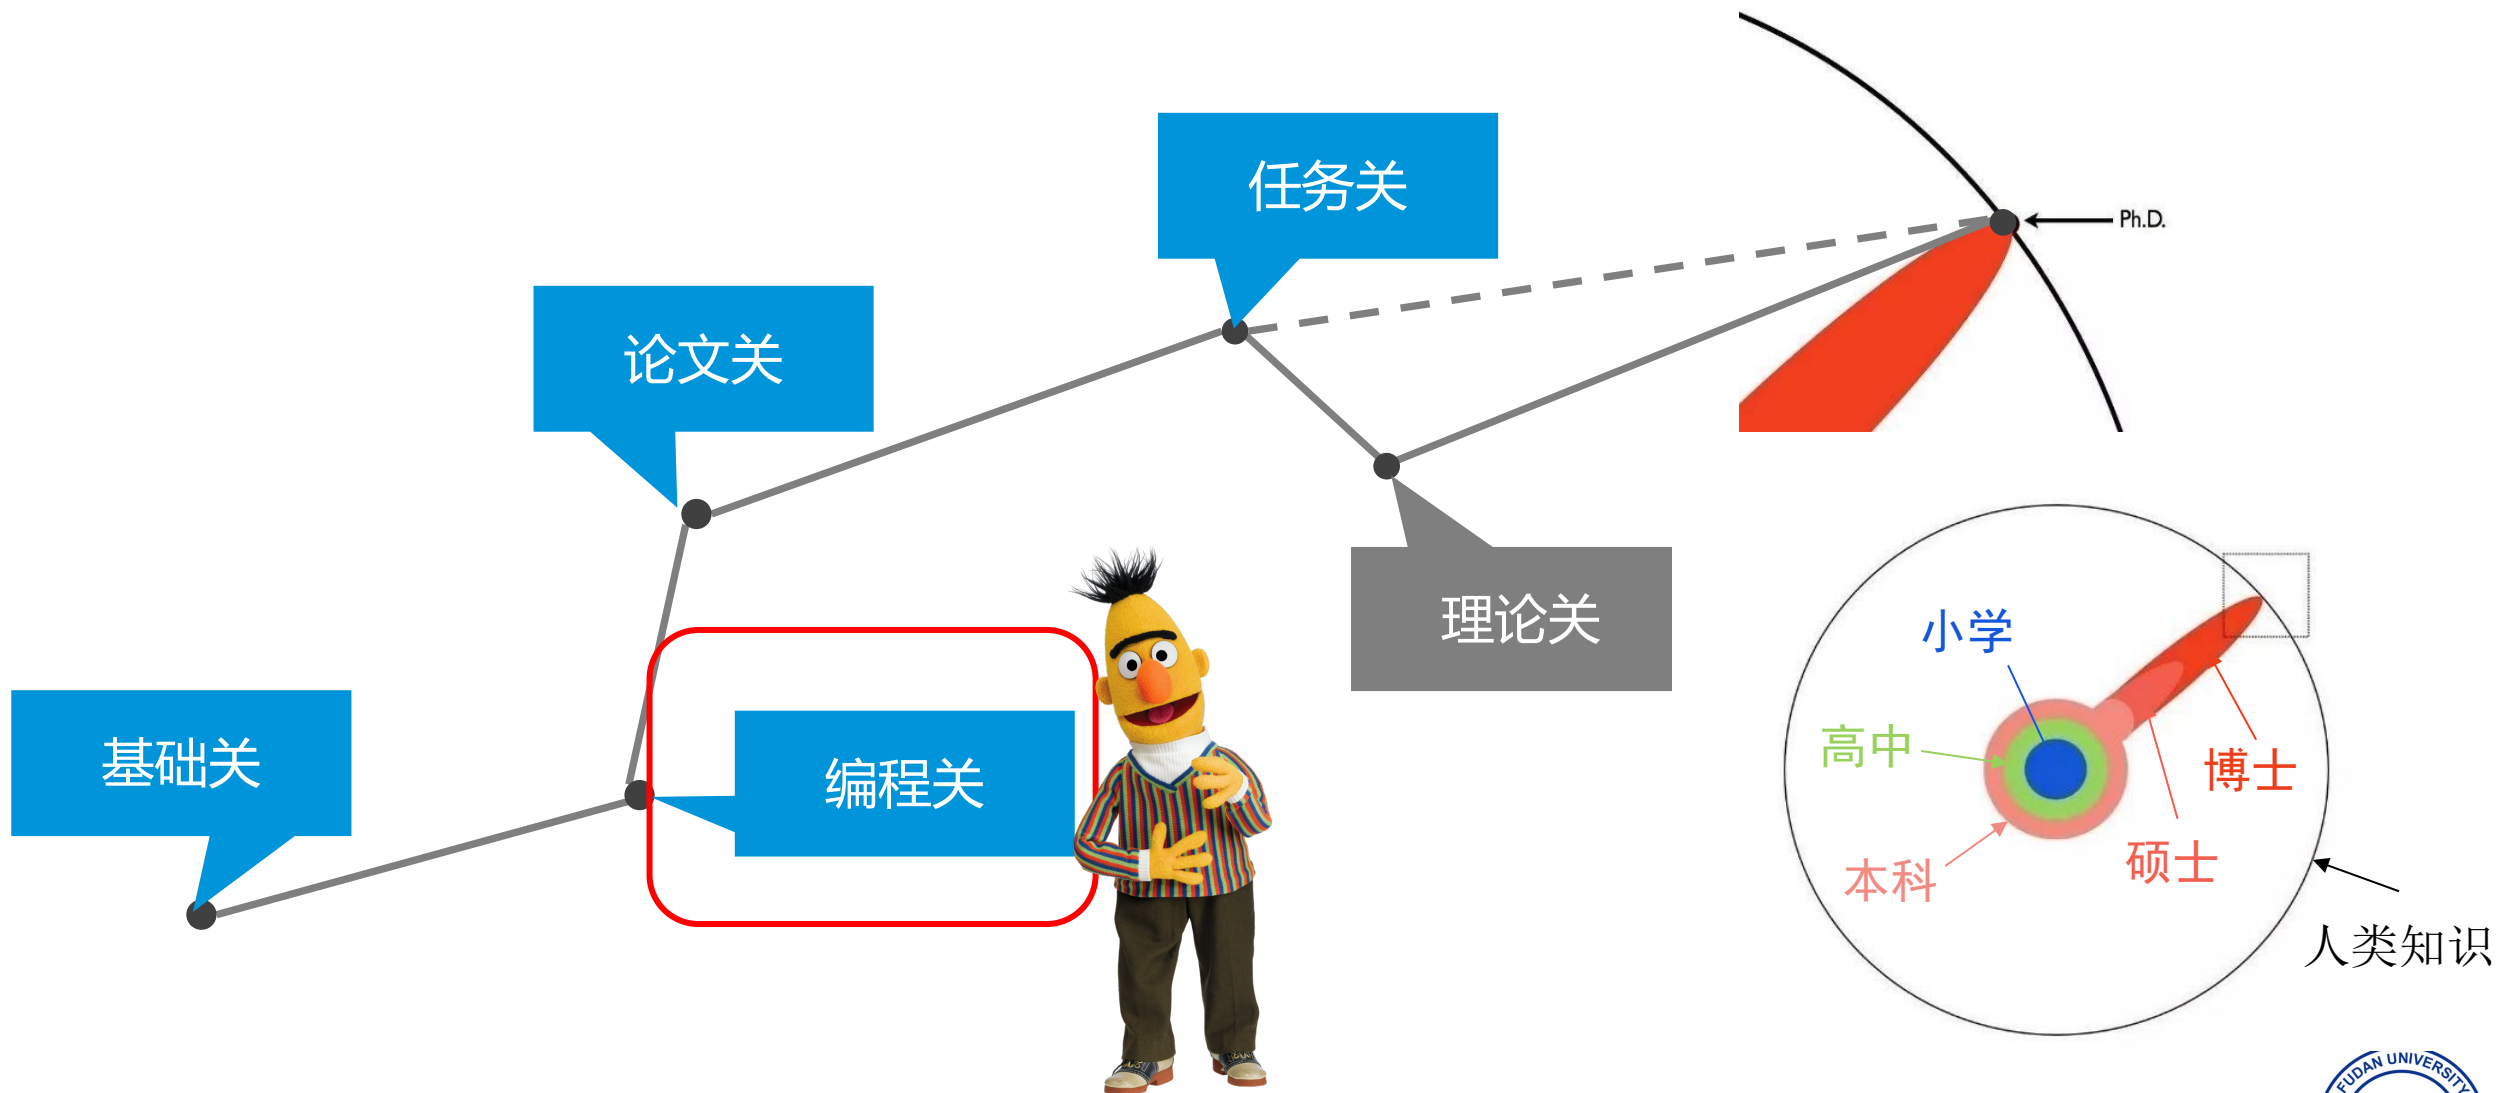 任务关
Ph.D.
论文关
理论关
小学
基础关
编程关
高中
博士
硕士
本科
人类知识
FUDAN UNIVERSITY